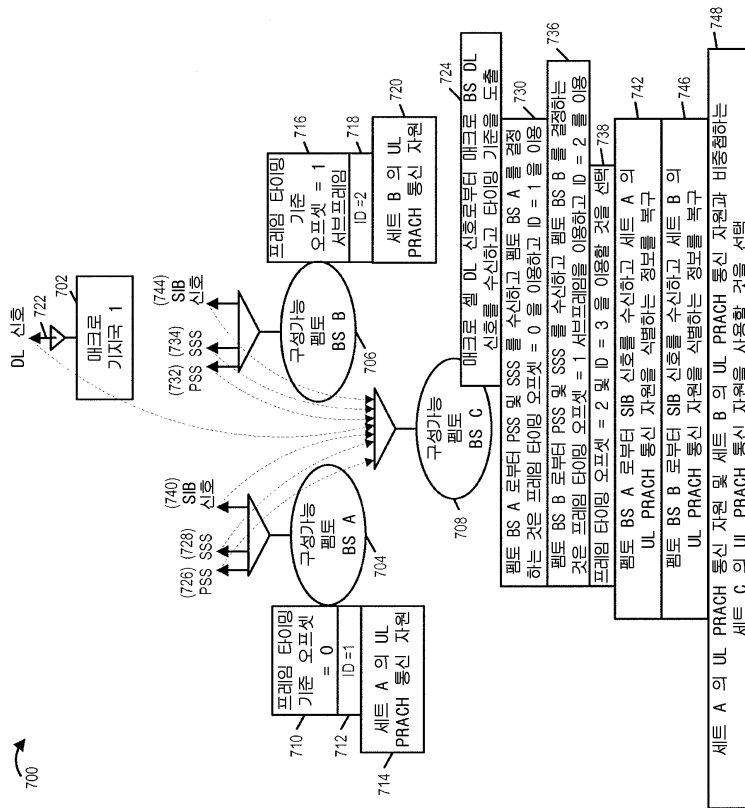 700
DL 신호
722
702
매크로
기지국 1
(726) (728)
PSS SSS
(740)
SIB
신호
구성가능
펨토
BS A
704
710
프레임 타이밍
기준 오프셋
= 0
712
ID =1
714
세트 A 의 UL
PRACH 통신 자원
(732) (734)
PSS SSS
(744)
SIB
신호
구성가능
펨토
BS B
706
716
프레임 타이밍
기준
오프셋 = 1
서브프레임
718
ID =2
720
세트 B 의 UL
PRACH 통신 자원
구성가능
펨토
BS C
708
724
매크로 셀 DL 신호로부터 매크로 BS DL
신호를 수신하고 타이밍 기준을 도출
730
펨토 BS A 로부터 PSS 및 SSS 를 수신하고 펨토 BS A 를 결정
하는 것은 프레임 타이밍 오프셋 = 0 을 이용하고 ID = 1 을 이용
736
펨토 BS B 로부터 PSS 및 SSS 를 수신하고 펨토 BS B 를 결정하는
것은 프레임 타이밍 오프셋 = 1 서브프레임을 이용하고 ID = 2 를 이용
738
프레임 타이밍 오프셋 = 2 및 ID = 3 을 이용할 것을 선택
742
펨토 BS A 로부터 SIB 신호를 수신하고 세트 A 의
UL PRACH 통신 자원을 식별하는 정보를 복구
746
펨토 BS B 로부터 SIB 신호를 수신하고 세트 B 의
UL PRACH 통신 자원을 식별하는 정보를 복구
748
세트 A 의 UL PRACH 통신 자원 및 세트 B 의 UL PRACH 통신 자원과 비중첩하는
세트 C 의 UL PRACH 통신 자원을 사용할 것을 선택